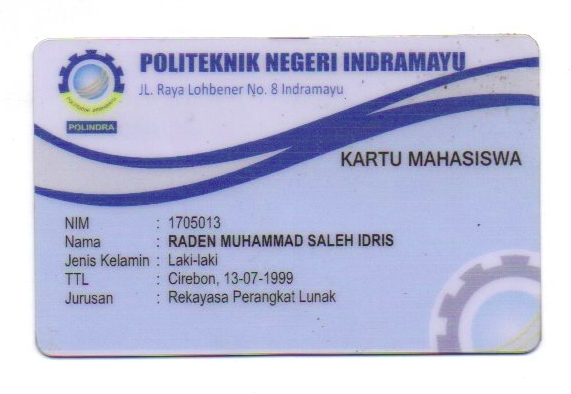 POLITEKNIK NEGERI INDRAMAYU
JL. Raya Lohbener No. 8 Indramayu
POLINDRA
KARTU MAHASISWA
NIM : 1705013
Nama : RADEN MUHAMMAD SALEH IDRIS
Jenis Kelamin : Laki-laki
TTL : Cirebon, 13-07-1999
Jurusan : Rekayasa Perangkat Lunak